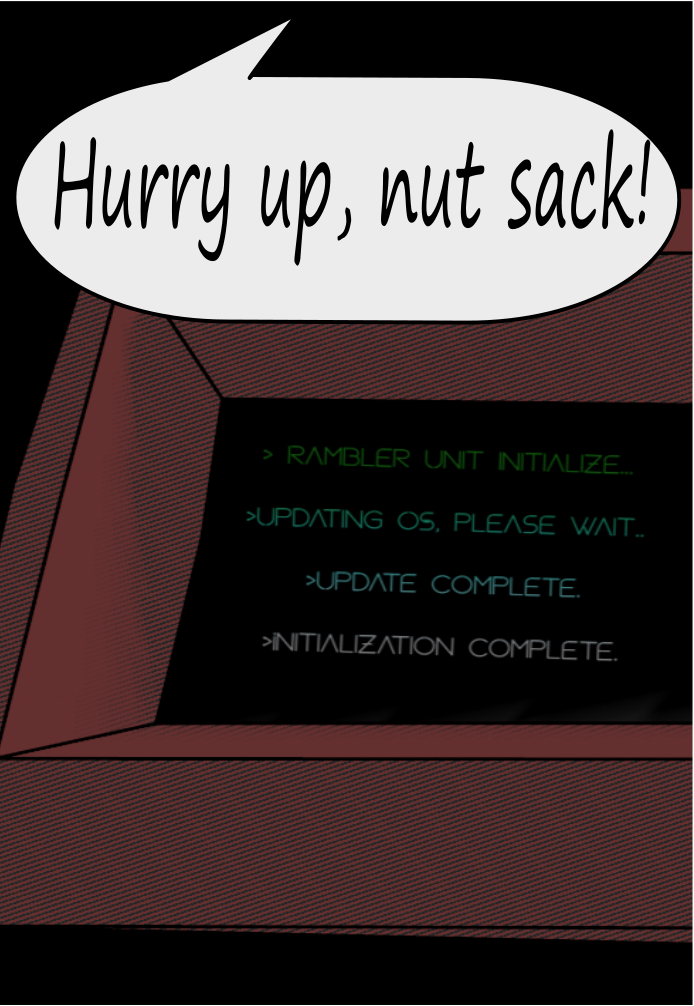 Hurry up, nut sack!
> RAMBLER UNIT INITIALIZE...
>UPDATING OS, PLEASE WAIT..
>UPDATE COMPLETE.
>INITIALIZATION COMPLETE.